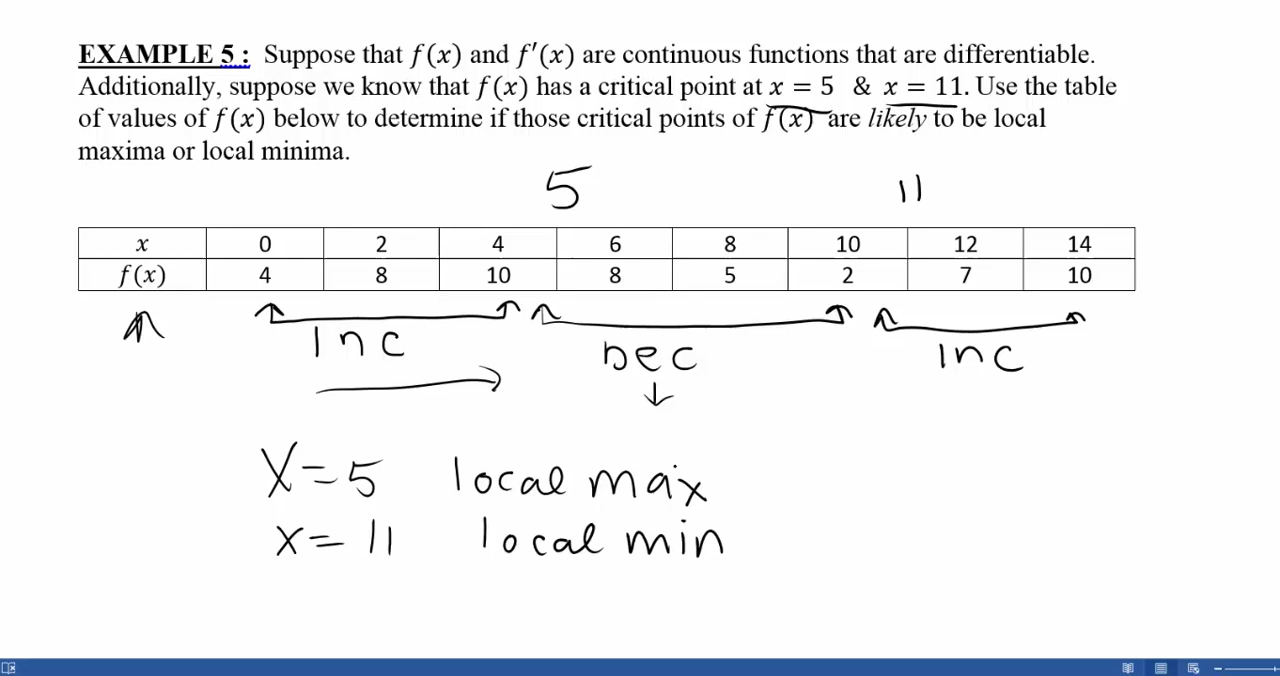 EXAMPLE 5 : Suppose that f(x) and f′(x) are continuous functions that are differentiable.
Additionally, suppose we know that f(x) has a critical point at x = 5 & x = 11. Use the table
of values of f(x) below to determine if those critical points of f(x) are likely to be local
maxima or local minima.
5 11
x 0 2 4 6 8 10 12 14
f(x) 4 8 10 8 5 2 7 10
Inc Dec Inc
X=5 local max
x=11 local min